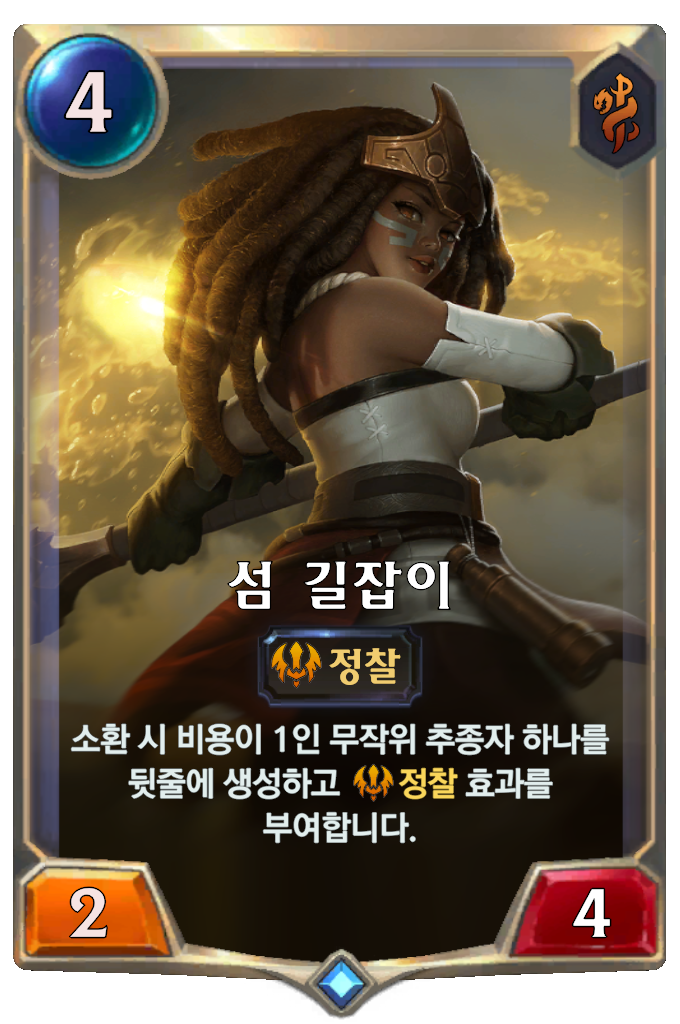 4
섬 길잡이
정찰
소환 시 비용이 1인 무작위 추종자 하나를
뒷줄에 생성하고 정찰 효과를
부여합니다.
2
4